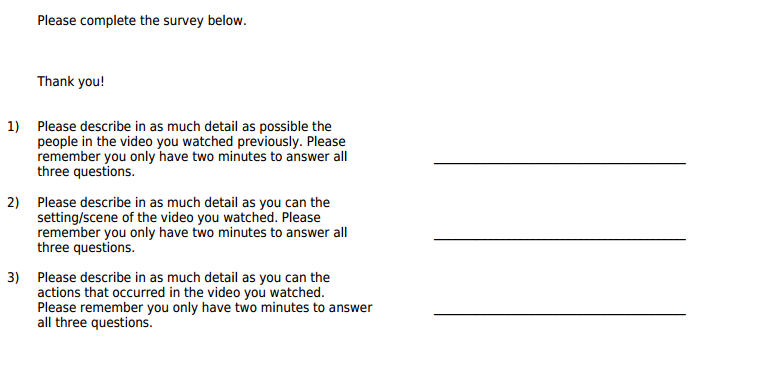 Please complete the survey below.
Thank you!
1) Please describe in as much detail as possible the
people in the video you watched previously. Please
remember you only have two minutes to answer all
three questions.
2) Please describe in as much detail as you can the
setting/scene of the video you watched. Please
remember you only have two minutes to answer all
three questions.
3) Please describe in as much detail as you can the
actions that occurred in the video you watched.
Please remember you only have two minutes to answer
all three questions.